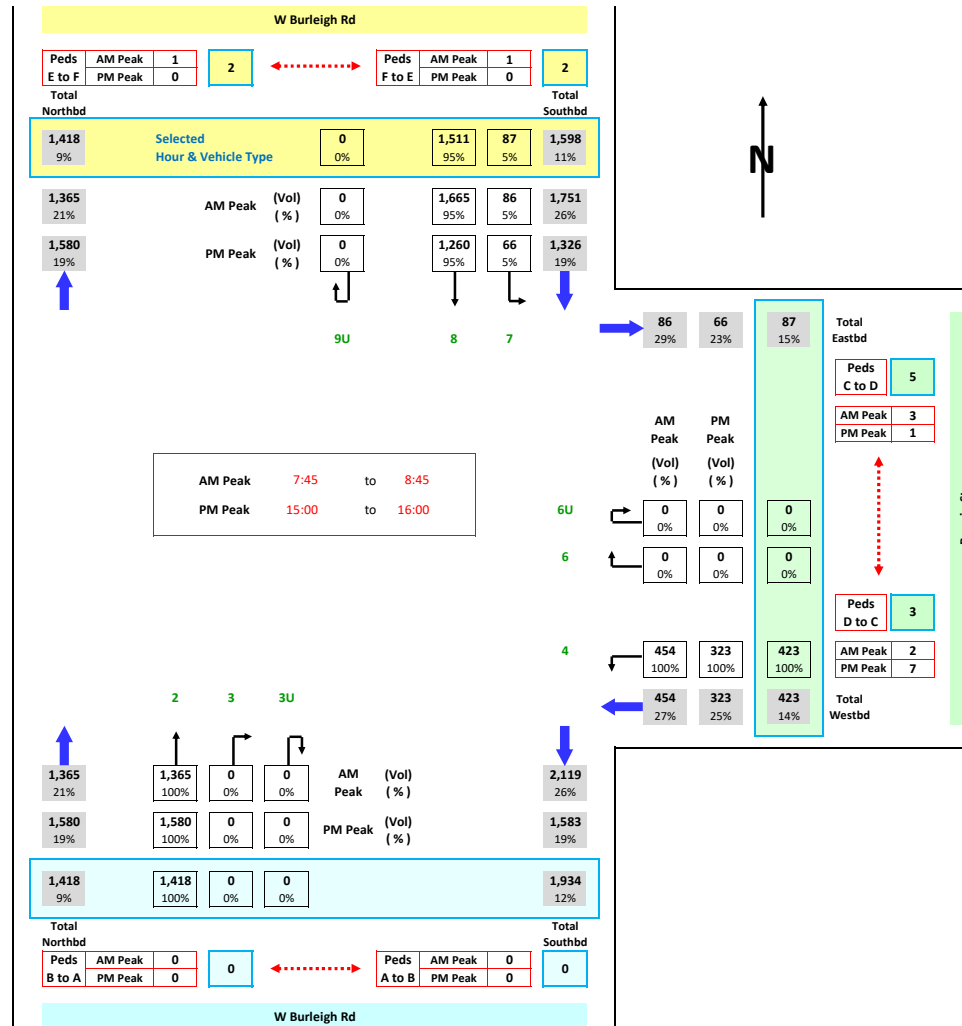 W Burleigh Rd
Peds AM Peak 1 2 Peds AM Peak 1 2
E to F PM Peak 0 F to E PM Peak 0
Total Total
Northbd Southbd
1,418 Selected 0 1,511 87 1,598
9% Hour & Vehicle Type 0% 95% 5% 11%
1,365 AM Peak (Vol) 0 1,665 86 1,751
21% ( % ) 0% 95% 5% 26%
1,580 PM Peak (Vol) 0 1,260 66 1,326
19% ( % ) 0% 95% 5% 19%
N
9U 8 7
86 66 87 Total
29% 23% 15% Eastbd
Peds
C to D 5
AM Peak 3
PM Peak 1
AM PM
Peak Peak
(Vol) (Vol)
( % ) ( % )
AM Peak 7:45 to 8:45
PM Peak 15:00 to 16:00
6U 0 0 0
0% 0% 0%
6 0 0 0
0% 0% 0%
Peds
D to C 3
4 454 323 423 AM Peak 2
100% 100% 100% PM Peak 7
454 323 423 Total
27% 25% 14% Westbd
2 3 3U
1,365 1,365 0 0 AM (Vol) 2,119
21% 100% 0% 0% Peak ( % ) 26%
1,580 1,580 0 0 PM Peak (Vol) 1,583
19% 100% 0% 0% ( % ) 19%
1,418 1,418 0 0 1,934
9% 100% 0% 0% 12%
Total Total
Northbd Southbd
Peds AM Peak 0 0 Peds AM Peak 0 0
B to A PM Peak 0 A to B PM Peak 0
W Burleigh Rd